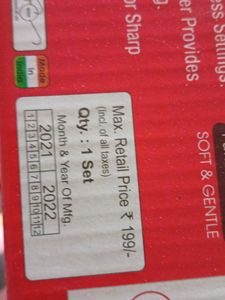 Max. Retail Price ₹ 199/-
(Incl. of all taxes)
Qty : 1 Set
Month & Year Of Mfg.
2021 2022
1 2 3 4 5 6 7 8 9 10 11 12
Made
in
India
ess Settings.
er Provides
g.
or Sharp
SOFT & GENTLE